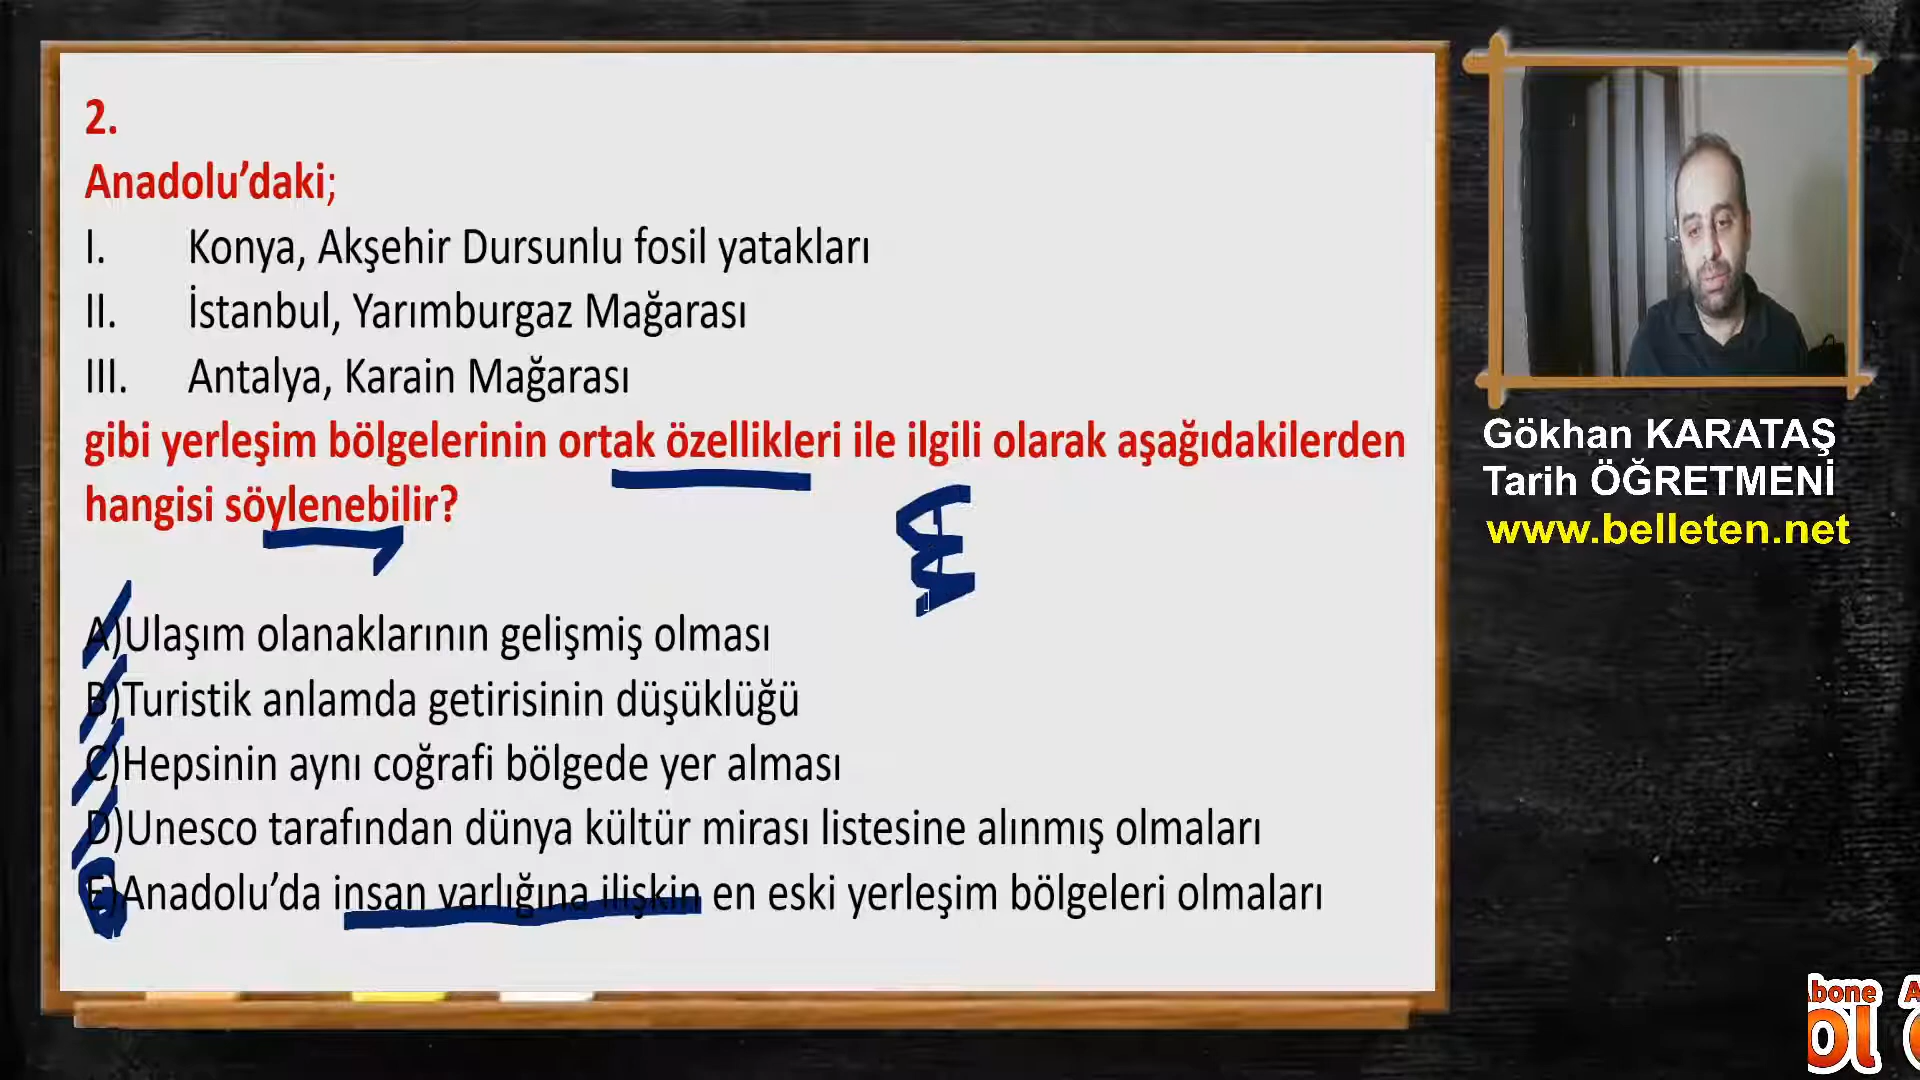 2.
Anadolu’daki;
I. Konya, Akşehir Dursunlu fosil yatakları
II. İstanbul, Yarımburgaz Mağarası
III. Antalya, Karain Mağarası
gibi yerleşim bölgelerinin ortak özellikleri ile ilgili olarak aşağıdakilerden
hangisi söylenebilir?
A)Ulaşım olanaklarının gelişmiş olması
B)Turistik anlamda getirisinin düşüklüğü
C)Hepsinin aynı coğrafi bölgede yer alması
D)Unesco tarafından dünya kültür mirası listesine alınmış olmaları
E)Anadolu’da insan varlığına ilişkin en eski yerleşim bölgeleri olmaları
Gökhan KARATAŞ
Tarih ÖĞRETMENİ
www.belleten.net